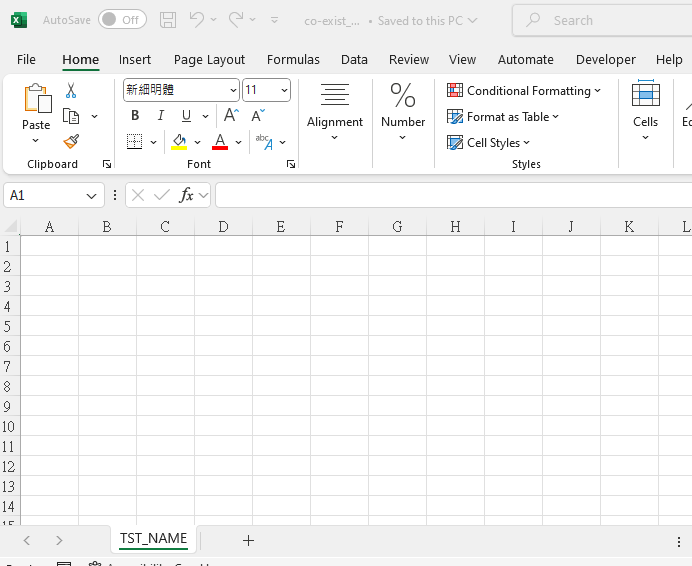 AutoSave Off co-exist_... • Saved to this PC Search
File Home Insert Page Layout Formulas Data Review View Automate Developer Help
新細明體 11 Conditional Formatting
Paste B I U A A Alignment Number Format as Table Cells
A abc A Cell Styles
Clipboard Font Styles
A1 fx
A B C D E F G H I J K L
1
2
3
4
5
6
7
8
9
10
11
12
13
14
15
TST_NAME